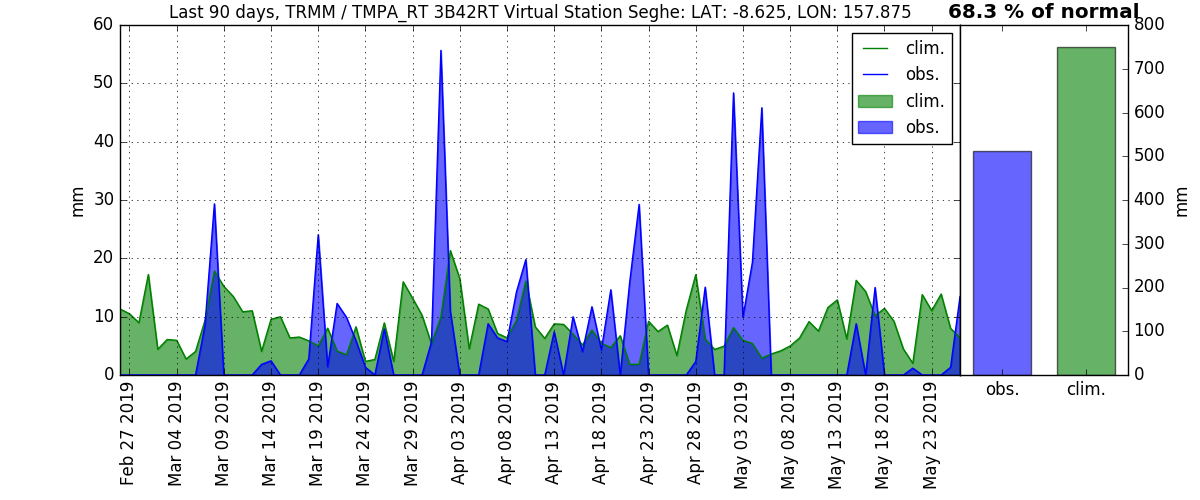 Last 90 days, TRMM / TMPA_RT 3B42RT Virtual Station Seghe: LAT: -8.625, LON: 157.875
68.3 % of normal
60
50
40
30
20
10
0
mm
clim.
obs.
clim.
obs.
800
700
600
500
400
300
200
100
0
mm
Feb 27 2019
Mar 04 2019
Mar 09 2019
Mar 14 2019
Mar 19 2019
Mar 24 2019
Mar 29 2019
Apr 03 2019
Apr 08 2019
Apr 13 2019
Apr 18 2019
Apr 23 2019
Apr 28 2019
May 03 2019
May 08 2019
May 13 2019
May 18 2019
May 23 2019
obs.
clim.